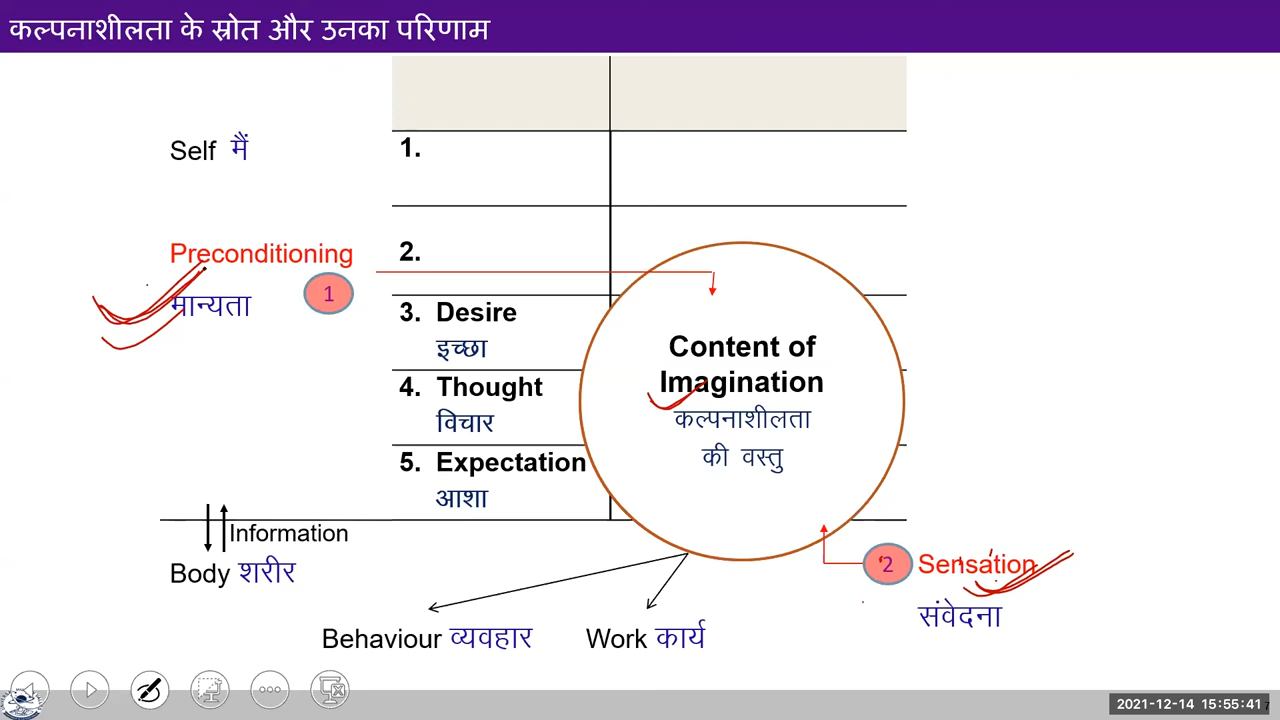 कल्पनाशीलता के स्रोत और उनका परिणाम
Self मैं
1.
Preconditioning
मान्यता
1
2.
3. Desire
इच्छा
4. Thought
विचार
5. Expectation
आशा
Content of
Imagination
कल्पनाशीलता
की वस्तु
Information
Body शरीर
2 Sensation
संवेदना
Behaviour व्यवहार
Work कार्य
2021-12-14 15:55:41
7